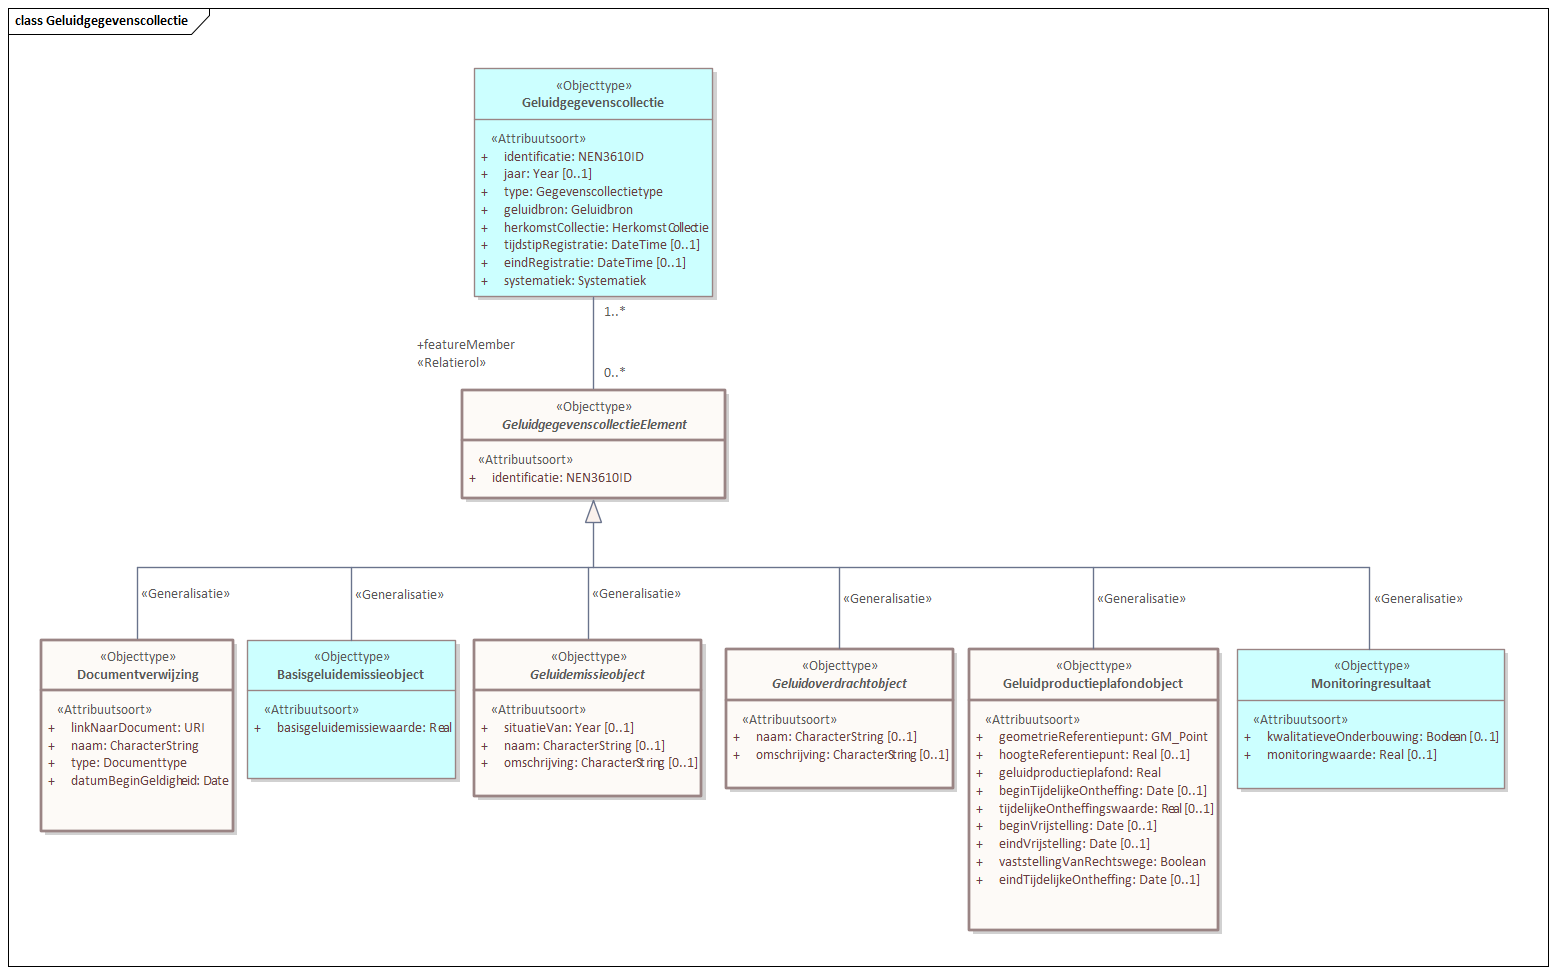 class Geluidgegevenscollectie
«Objecttype»
Geluidgegevenscollectie
«Attribuutsoort»
+ identificatie: NEN3610ID
+ jaar: Year [0..1]
+ type: Gegevenscollectietype
+ geluidbron: Geluidbron
+ herkomstCollectie: HerkomstCollectie
+ tijdstipRegistratie: DateTime [0..1]
+ eindRegistratie: DateTime [0..1]
+ systematiek: Systematiek
1..*
+featureMember
«Relatierol»
0..*
«Objecttype»
GeluidgegevenscollectieElement
«Attribuutsoort»
+ identificatie: NEN3610ID
«Generalisatie»
«Generalisatie»
«Generalisatie»
«Generalisatie»
«Generalisatie»
«Generalisatie»
«Objecttype»
Documentverwijzing
«Attribuutsoort»
+ linkNaarDocument: URI
+ naam: CharacterString
+ type: Documenttype
+ datumBeginGeldigheid: Date
«Objecttype»
Basisgeluidemissieobject
«Attribuutsoort»
+ basisgeluidemissiewaarde: Real
«Objecttype»
Geluidemissieobject
«Attribuutsoort»
+ situatieVan: Year [0..1]
+ naam: CharacterString [0..1]
+ omschrijving: CharacterString [0..1]
«Objecttype»
Geluidoverdrachtobject
«Attribuutsoort»
+ naam: CharacterString [0..1]
+ omschrijving: CharacterString [0..1]
«Objecttype»
Geluidproductieplafondobject
«Attribuutsoort»
+ geometrieReferentiepunt: GM_Point
+ hoogteReferentiepunt: Real [0..1]
+ geluidproductieplafond: Real
+ beginTijdelijkeOntheffing: Date [0..1]
+ tijdelijkeOntheffingswaarde: Real [0..1]
+ beginVrijstelling: Date [0..1]
+ eindVrijstelling: Date [0..1]
+ vaststellingVanRechtswege: Boolean
+ eindTijdelijkeOntheffing: Date [0..1]
«Objecttype»
Monitoringresultaat
«Attribuutsoort»
+ kwalitatieveOnderbouwing: Boolean [0..1]
+ monitoringwaarde: Real [0..1]